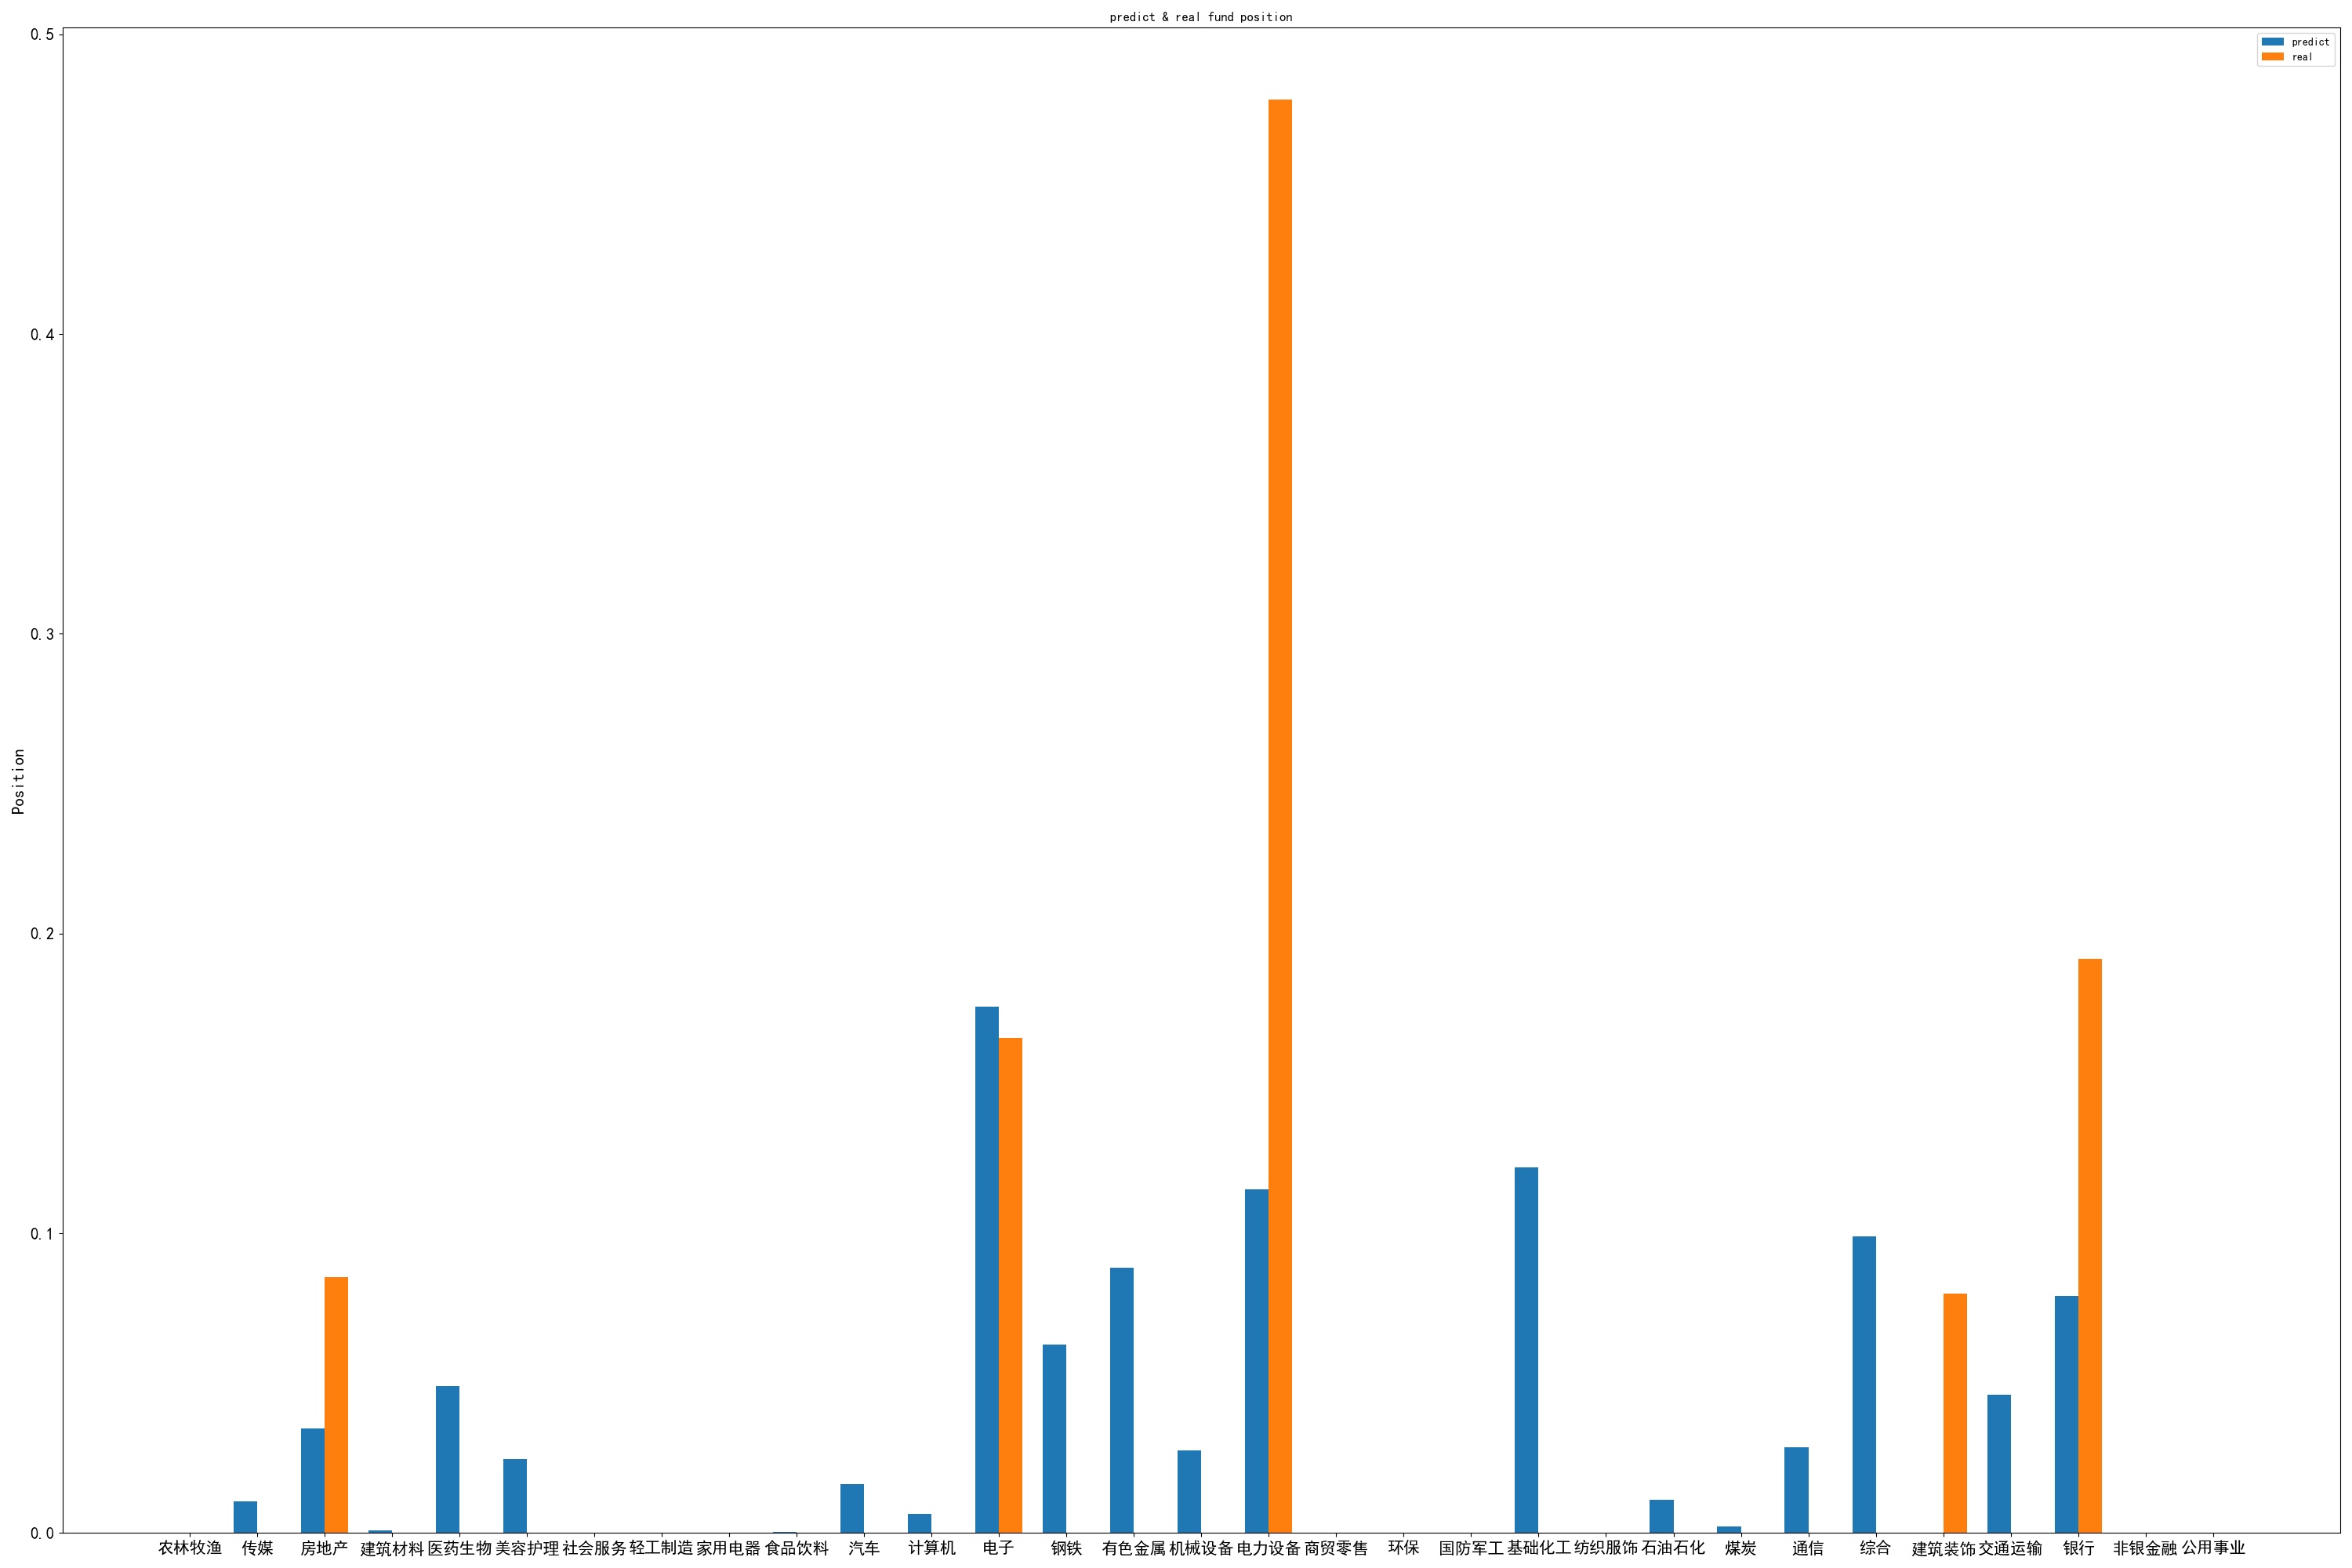 predict & real fund position
predict
real
0.5
0.4
0.3
0.2
0.1
0.0
Position
农林牧渔 传媒 房地产 建筑材料 医药生物 美容护理 社会服务 轻工制造 家用电器 食品饮料 汽车 计算机 电子 钢铁 有色金属 机械设备 电力设备 商贸零售 环保 国防军工 基础化工 纺织服饰 石油石化 煤炭 通信 综合 建筑装饰 交通运输 银行 非银金融 公用事业